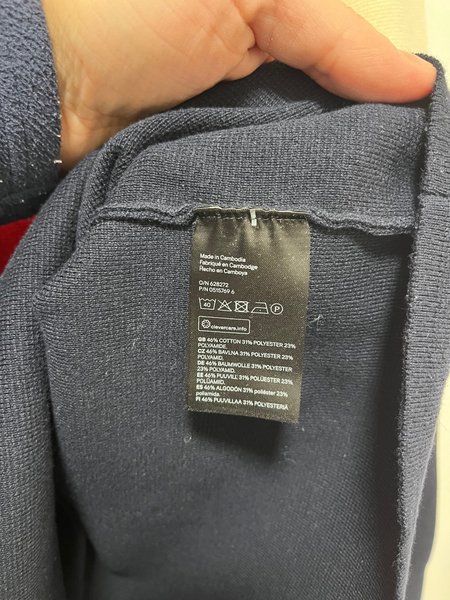 Made in Cambodia
Fabriqué en Cambodge
Hecho en Camboya
O/N 628272
P/N 0515769 6
40 P
clevercare.info
GB 46% COTTON 31% POLYESTER 23%
POLYAMIDE.
CZ 46% BAVLNA 31% POLYESTER 23%
POLYAMID.
DE 46% BAUMWOLLE 31% POLYESTER
23% POLYAMID.
EE 46% PUUVILL 31% POLÜESTER 23%
POLÜAMIID.
ES 46% ALGODÓN 31% poliéster 23%
poliamida.
FI 46% PUUVILLAA 31% POLYESTERIA